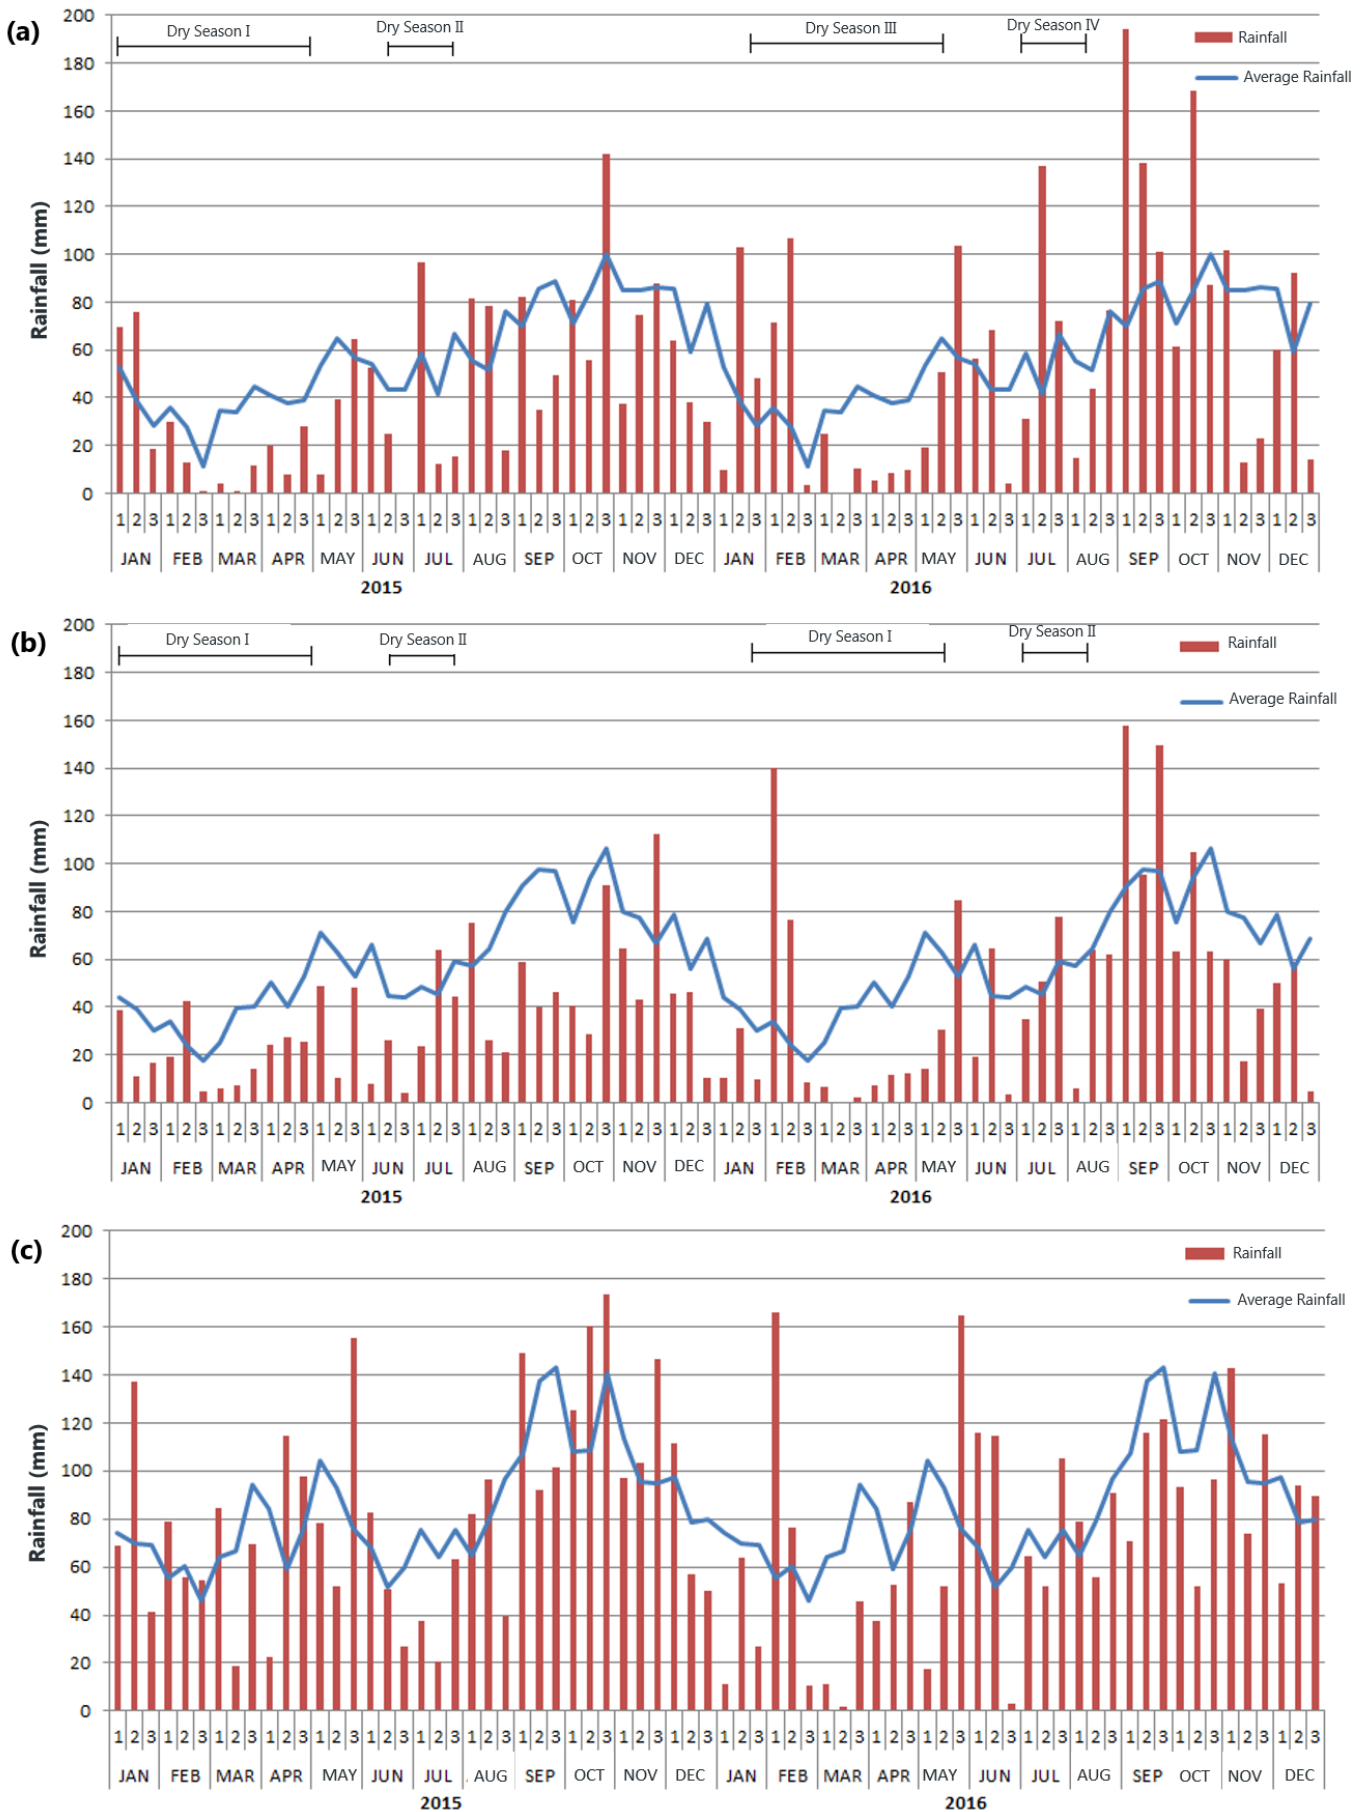 (a)
Dry Season I
Dry Season II
Dry Season III
Dry Season IV
Rainfall
Average Rainfall
Rainfall (mm)
200
180
160
140
120
100
80
60
40
20
0
1 2 3 1 2 3 1 2 3 1 2 3 1 2 3 1 2 3 1 2 3 1 2 3 1 2 3 1 2 3 1 2 3 1 2 3 1 2 3 1 2 3 1 2 3 1 2 3 1 2 3 1 2 3 1 2 3 1 2 3 1 2 3 1 2 3 1 2 3 1 2 3
JAN FEB MAR APR MAY JUN JUL AUG SEP OCT NOV DEC JAN FEB MAR APR MAY JUN JUL AUG SEP OCT NOV DEC
2015 2016
(b)
Dry Season I
Dry Season II
Dry Season I
Dry Season II
Rainfall
Average Rainfall
Rainfall (mm)
200
180
160
140
120
100
80
60
40
20
0
1 2 3 1 2 3 1 2 3 1 2 3 1 2 3 1 2 3 1 2 3 1 2 3 1 2 3 1 2 3 1 2 3 1 2 3 1 2 3 1 2 3 1 2 3 1 2 3 1 2 3 1 2 3 1 2 3 1 2 3 1 2 3 1 2 3 1 2 3 1 2 3
JAN FEB MAR APR MAY JUN JUL AUG SEP OCT NOV DEC JAN FEB MAR APR MAY JUN JUL AUG SEP OCT NOV DEC
2015 2016
(c)
Rainfall
Average Rainfall
Rainfall (mm)
200
180
160
140
120
100
80
60
40
20
0
1 2 3 1 2 3 1 2 3 1 2 3 1 2 3 1 2 3 1 2 3 1 2 3 1 2 3 1 2 3 1 2 3 1 2 3 1 2 3 1 2 3 1 2 3 1 2 3 1 2 3 1 2 3 1 2 3 1 2 3 1 2 3 1 2 3 1 2 3 1 2 3
JAN FEB MAR APR MAY JUN JUL AUG SEP OCT NOV DEC JAN FEB MAR APR MAY JUN JUL AUG SEP OCT NOV DEC
2015 2016